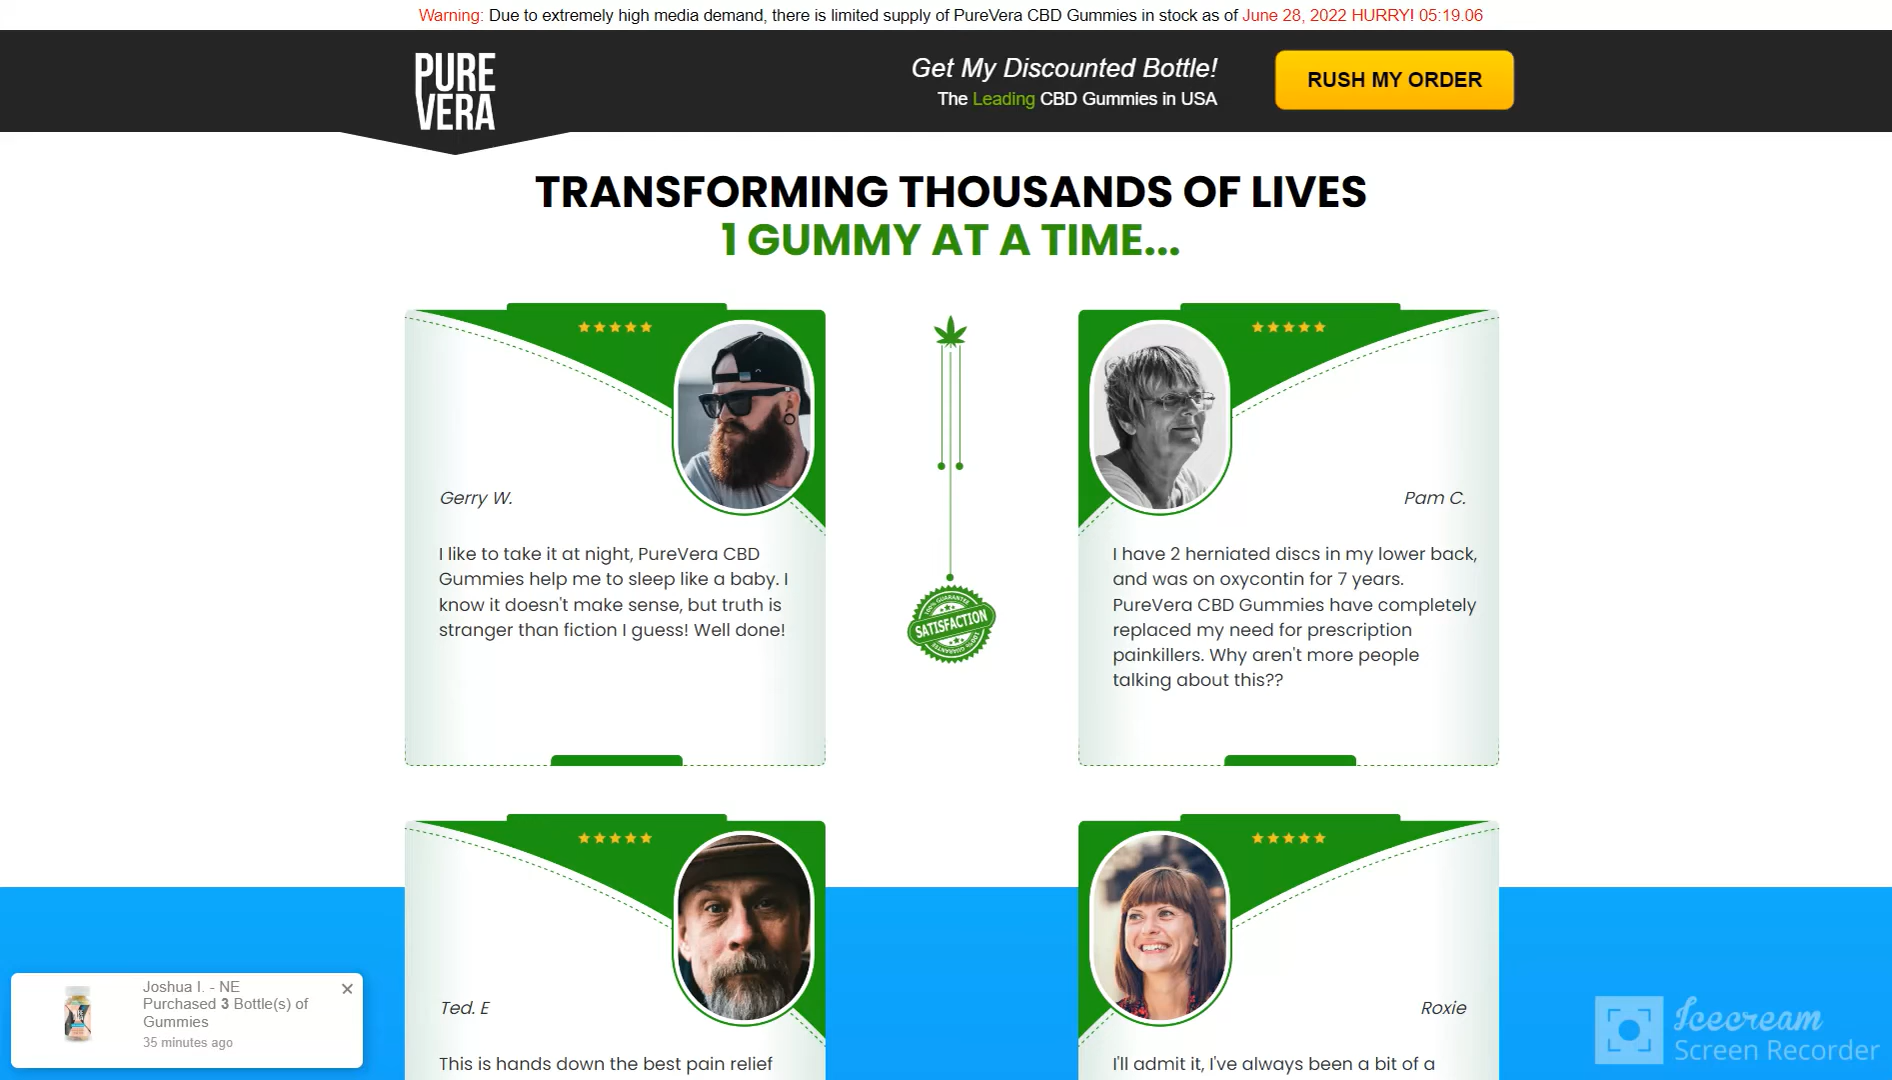 Warning: Due to extremely high media demand, there is limited supply of PureVera CBD Gummies in stock as of June 28, 2022 HURRY! 05:19.06
PURE
VERA
Get My Discounted Bottle!
The Leading CBD Gummies in USA
RUSH MY ORDER
TRANSFORMING THOUSANDS OF LIVES
1 GUMMY AT A TIME...
Gerry W.
I like to take it at night, PureVera CBD
Gummies help me to sleep like a baby. I
know it doesn't make sense, but truth is
stranger than fiction I guess! Well done!
100% GUARANTEE
SATISFACTION
100% GUARANTEE
Pam C.
I have 2 herniated discs in my lower back,
and was on oxycontin for 7 years.
PureVera CBD Gummies have completely
replaced my need for prescription
painkillers. Why aren't more people
talking about this??
Ted. E
This is hands down the best pain relief
Roxie
I'll admit it, I've always been a bit of a
Joshua I. - NE
Purchased 3 Bottle(s) of
Gummies
35 minutes ago
Icecream
Screen Recorder